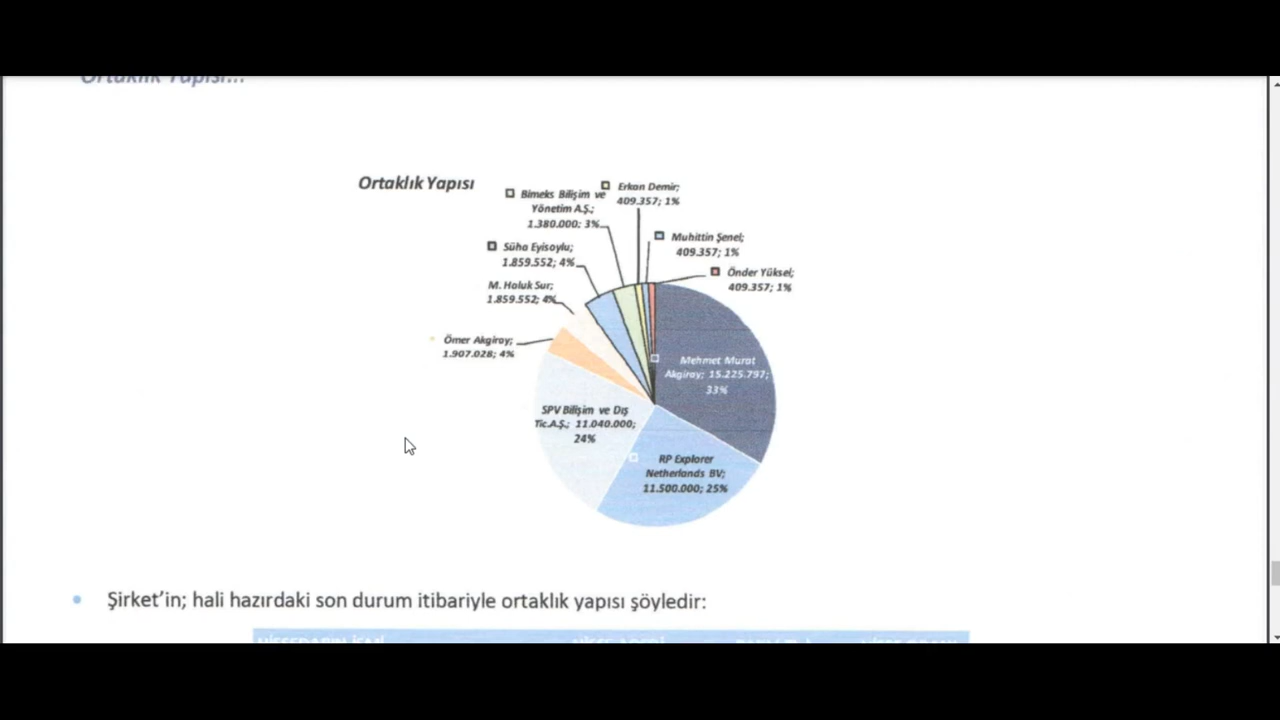 Ortaklık Yapısı...
Ortaklık Yapısı
Bimeks Bilişim ve
Yönetim A.Ş.;
1.380.000; 3%
Erkan Demir;
409.357; 1%
Muhittin Şenel;
409.357; 1%
Süha Eyisoylu;
1.859.552; 4%
Önder Yüksel;
409.357; 1%
M. Haluk Sur;
1.859.552; 4%
Ömer Akgiray;
1.907.028; 4%
Mehmet Murat
Akgiray; 15.225.797;
33%
SPV Bilişim ve Dış
Tic.A.Ş.; 11.040.000;
24%
RP Explorer
Netherlands BV;
11.500.000; 25%
Şirket'in; hali hazırdaki son durum itibariyle ortaklık yapısı şöyledir: